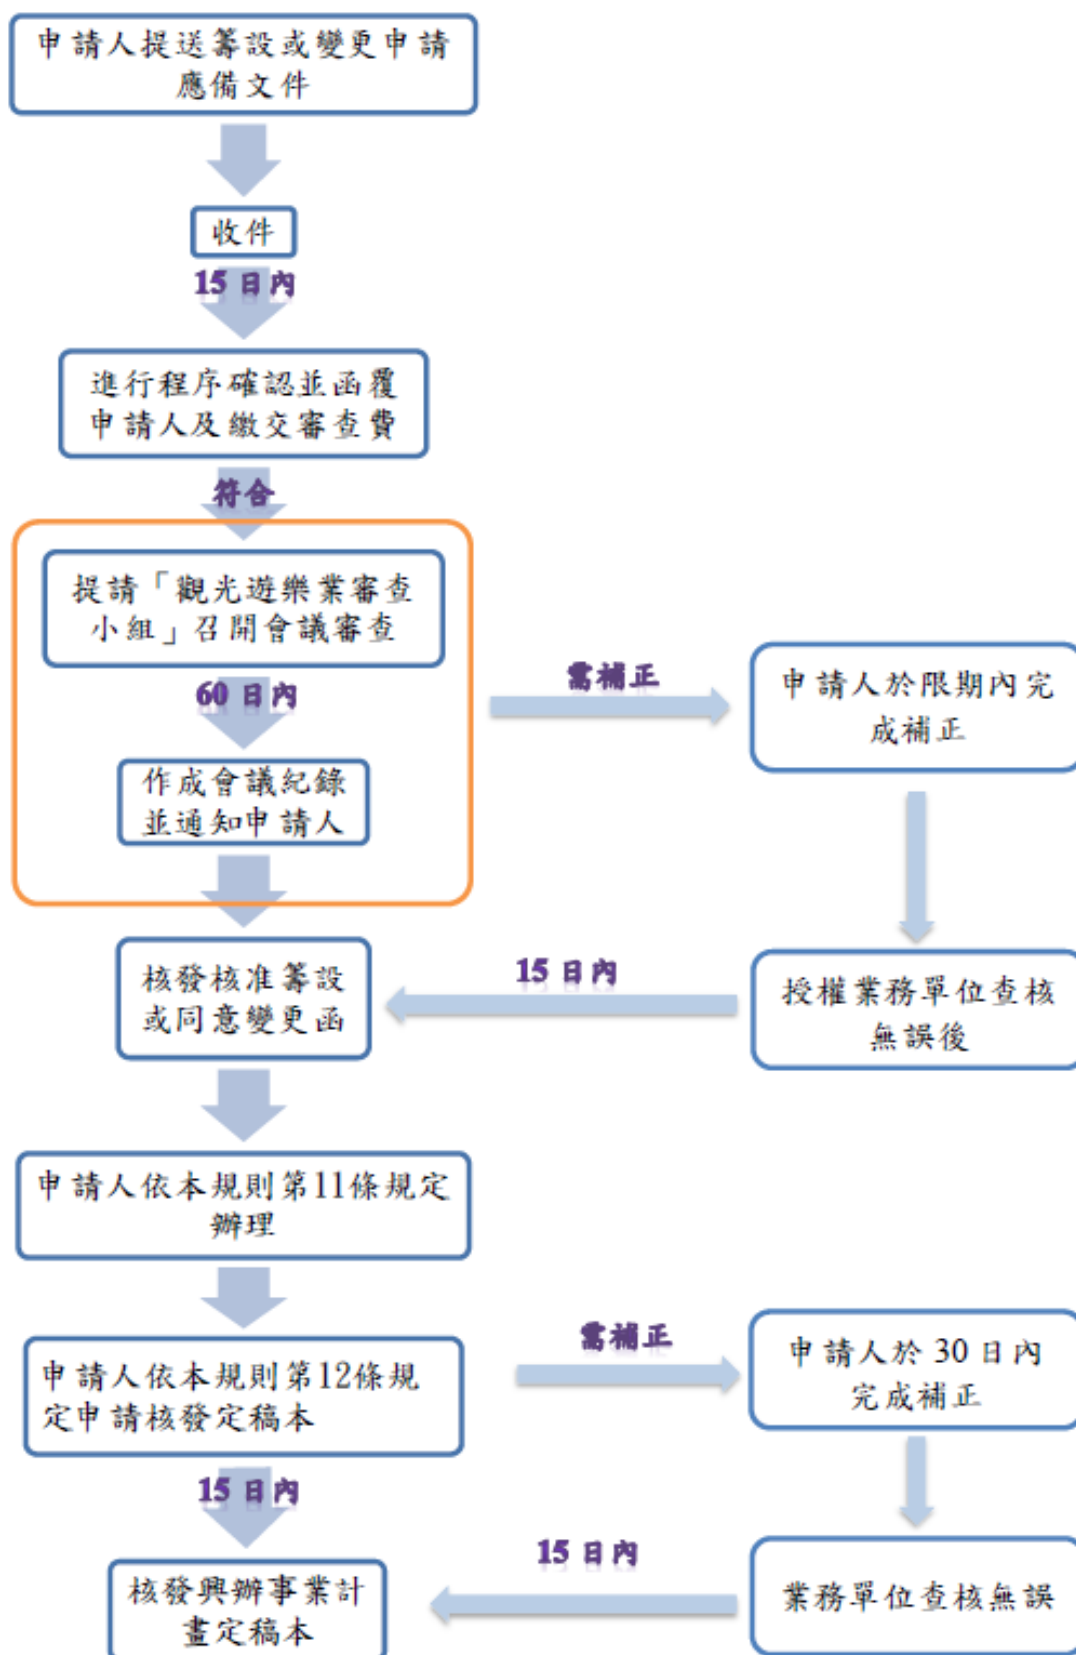 申請人提送籌設或變更申請
應備文件
收件
15 日內
進行程序確認並函覆
申請人及繳交審查費
符合
提請「觀光遊樂業審查
小組」召開會議審查
60 日內
作成會議紀錄
並通知申請人
需補正
申請人於限期內完
成補正
授權業務單位查核
無誤後
15 日內
核發核准籌設
或同意變更函
申請人依本規則第11條規定
辦理
申請人依本規則第12條規
定申請核發定稿本
需補正
申請人於 30 日內
完成補正
業務單位查核無誤
15 日內
15 日內
核發興辦事業計
畫定稿本